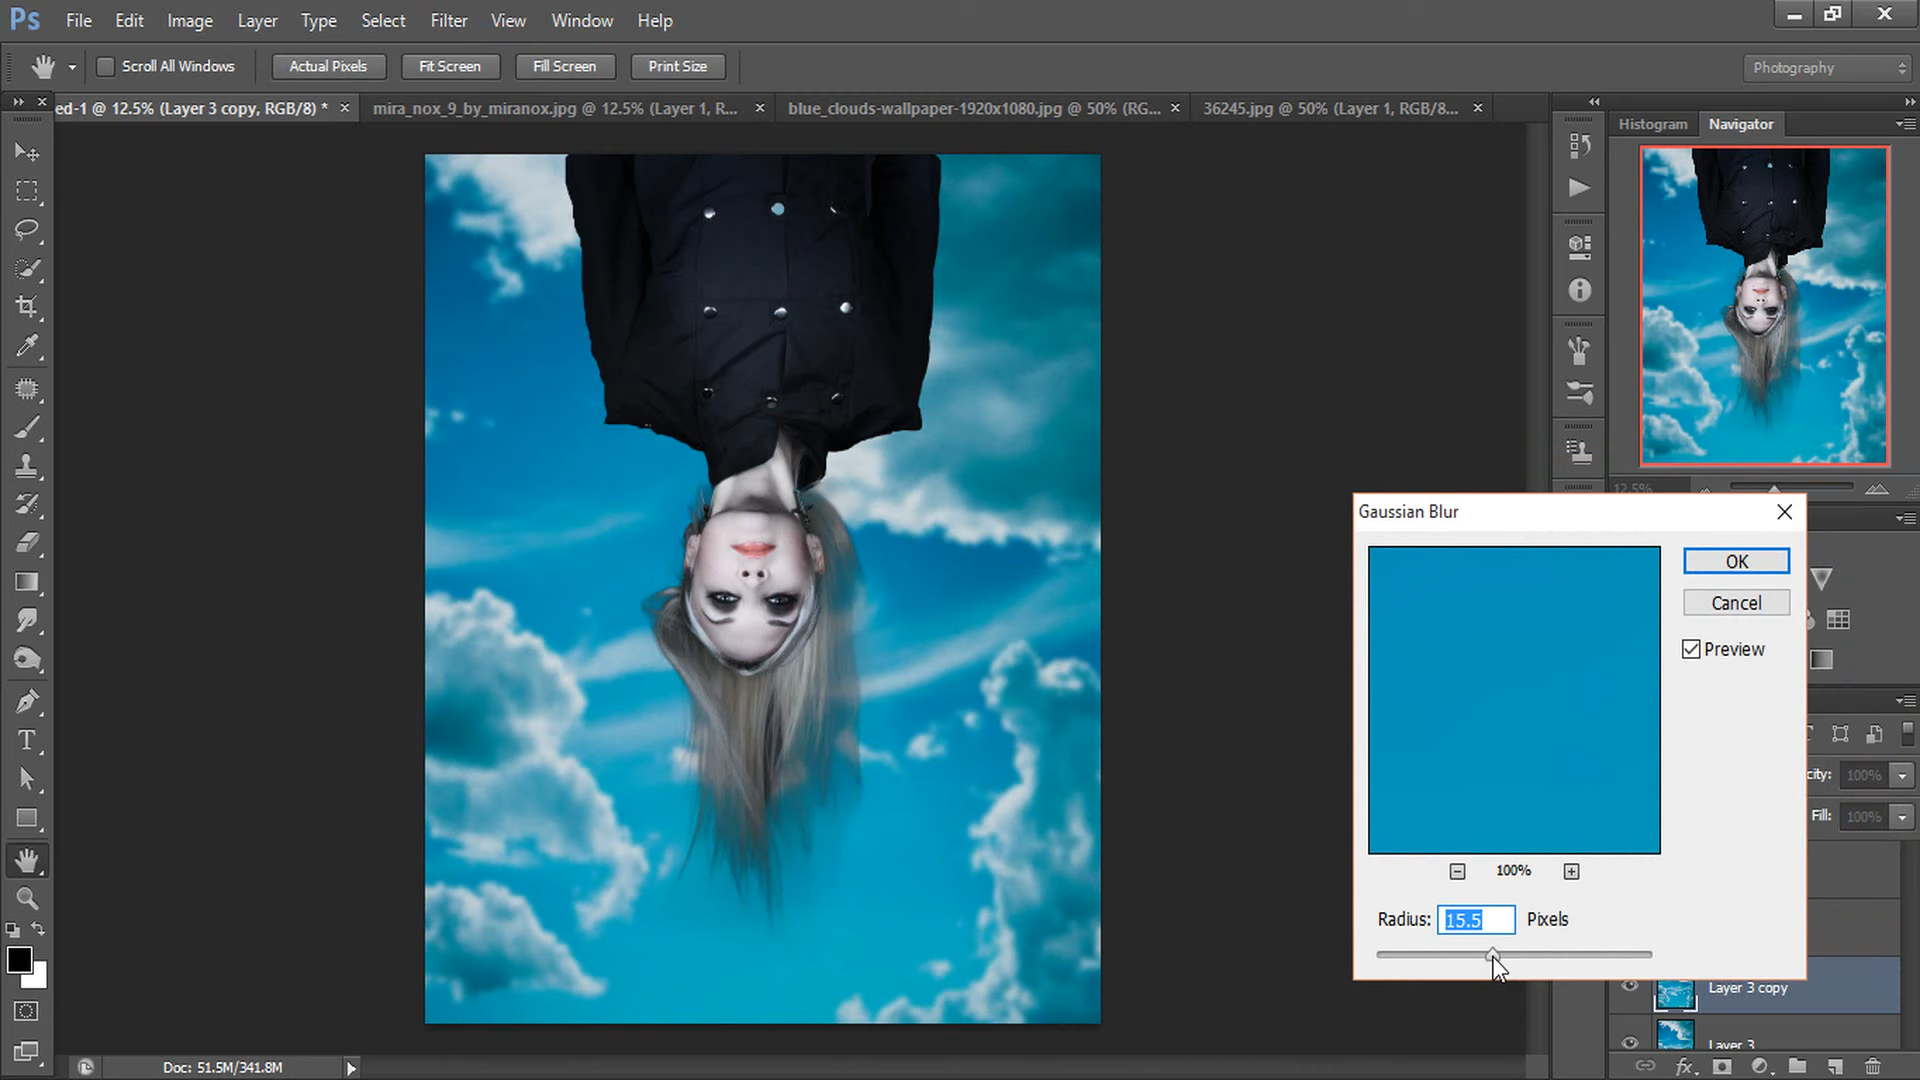 Ps File Edit Image Layer Type Select Filter View Window Help
Scroll All Windows Actual Pixels Fit Screen Fill Screen Print Size Photography
ed-1 @ 12.5% (Layer 3 copy, RGB/8) * mira_nox_9_by_miranox.jpg @ 12.5% (Layer 1, R... blue_clouds-wallpaper-1920x1080.jpg @ 50% (RG... 36245.jpg @ 50% (Layer 1, RGB/8...
Histogram Navigator
12.5%
Gaussian Blur
OK
Cancel
Preview
city: 100%
Fill: 100%
100%
Radius: 15.5 Pixels
Layer 3 copy
Layer 3
Doc: 51.5M/341.8M
T
fx